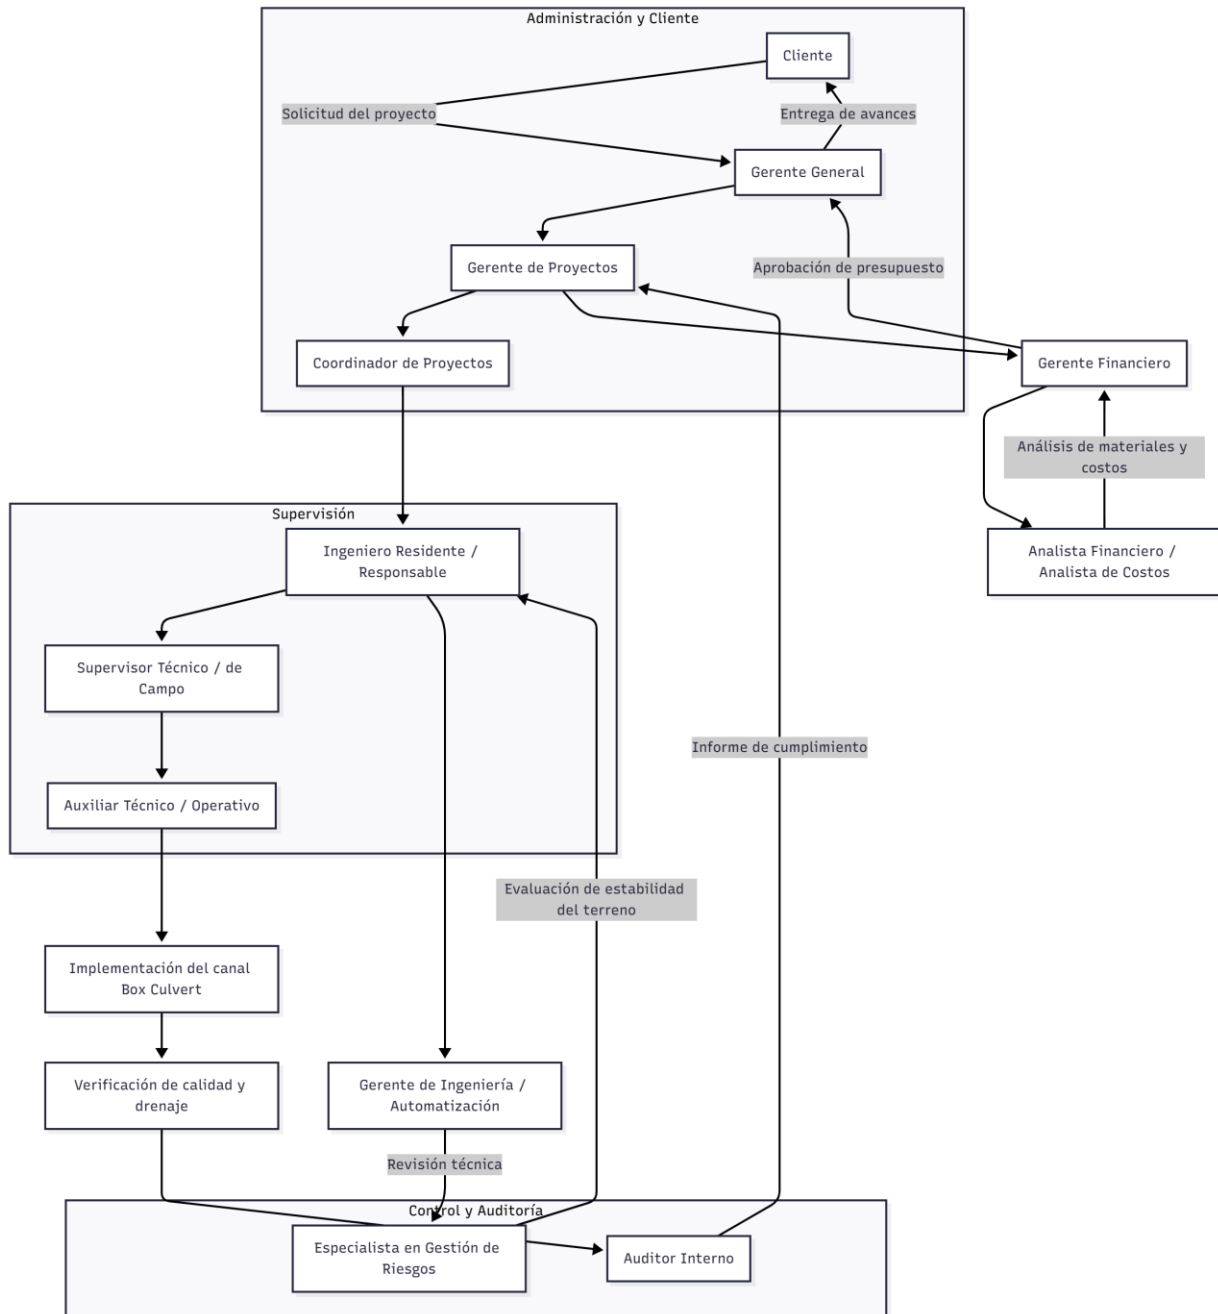 Administración y Cliente
Cliente
Solicitud del proyecto
Entrega de avances
Gerente General
Gerente de Proyectos
Aprobación de presupuesto
Coordinador de Proyectos
Gerente Financiero
Análisis de materiales y
costos
Supervisión
Ingeniero Residente /
Responsable
Analista Financiero /
Analista de Costos
Supervisor Técnico / de
Campo
Informe de cumplimiento
Auxiliar Técnico / Operativo
Evaluación de estabilidad
del terreno
Implementación del canal
Box Culvert
Verificación de calidad y
drenaje
Gerente de Ingeniería /
Automatización
Revisión técnica
Control y Auditoría
Especialista en Gestión de
Riesgos
Auditor Interno